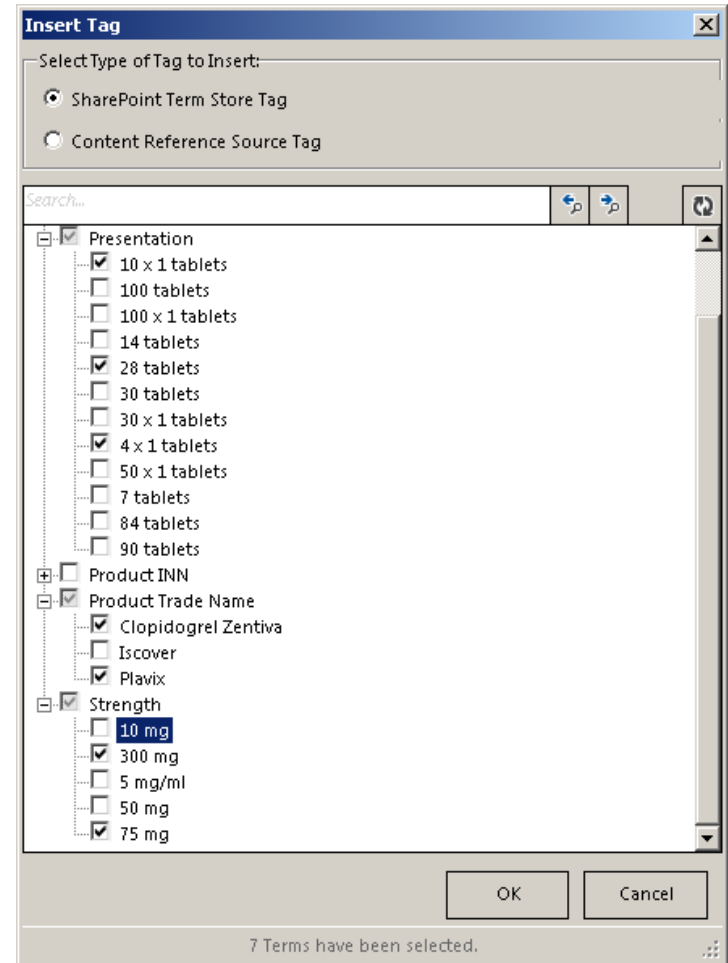 Insert Tag
Select Type of Tag to Insert:
SharePoint Term Store Tag
Content Reference Source Tag
Search...
Presentation
10 x 1 tablets
100 tablets
100 x 1 tablets
14 tablets
28 tablets
30 tablets
30 x 1 tablets
4 x 1 tablets
50 x 1 tablets
7 tablets
84 tablets
90 tablets
Product INN
Product Trade Name
Clopidogrel Zentiva
Iscover
Plavix
Strength
10 mg
300 mg
5 mg/ml
50 mg
75 mg
OK Cancel
7 Terms have been selected.